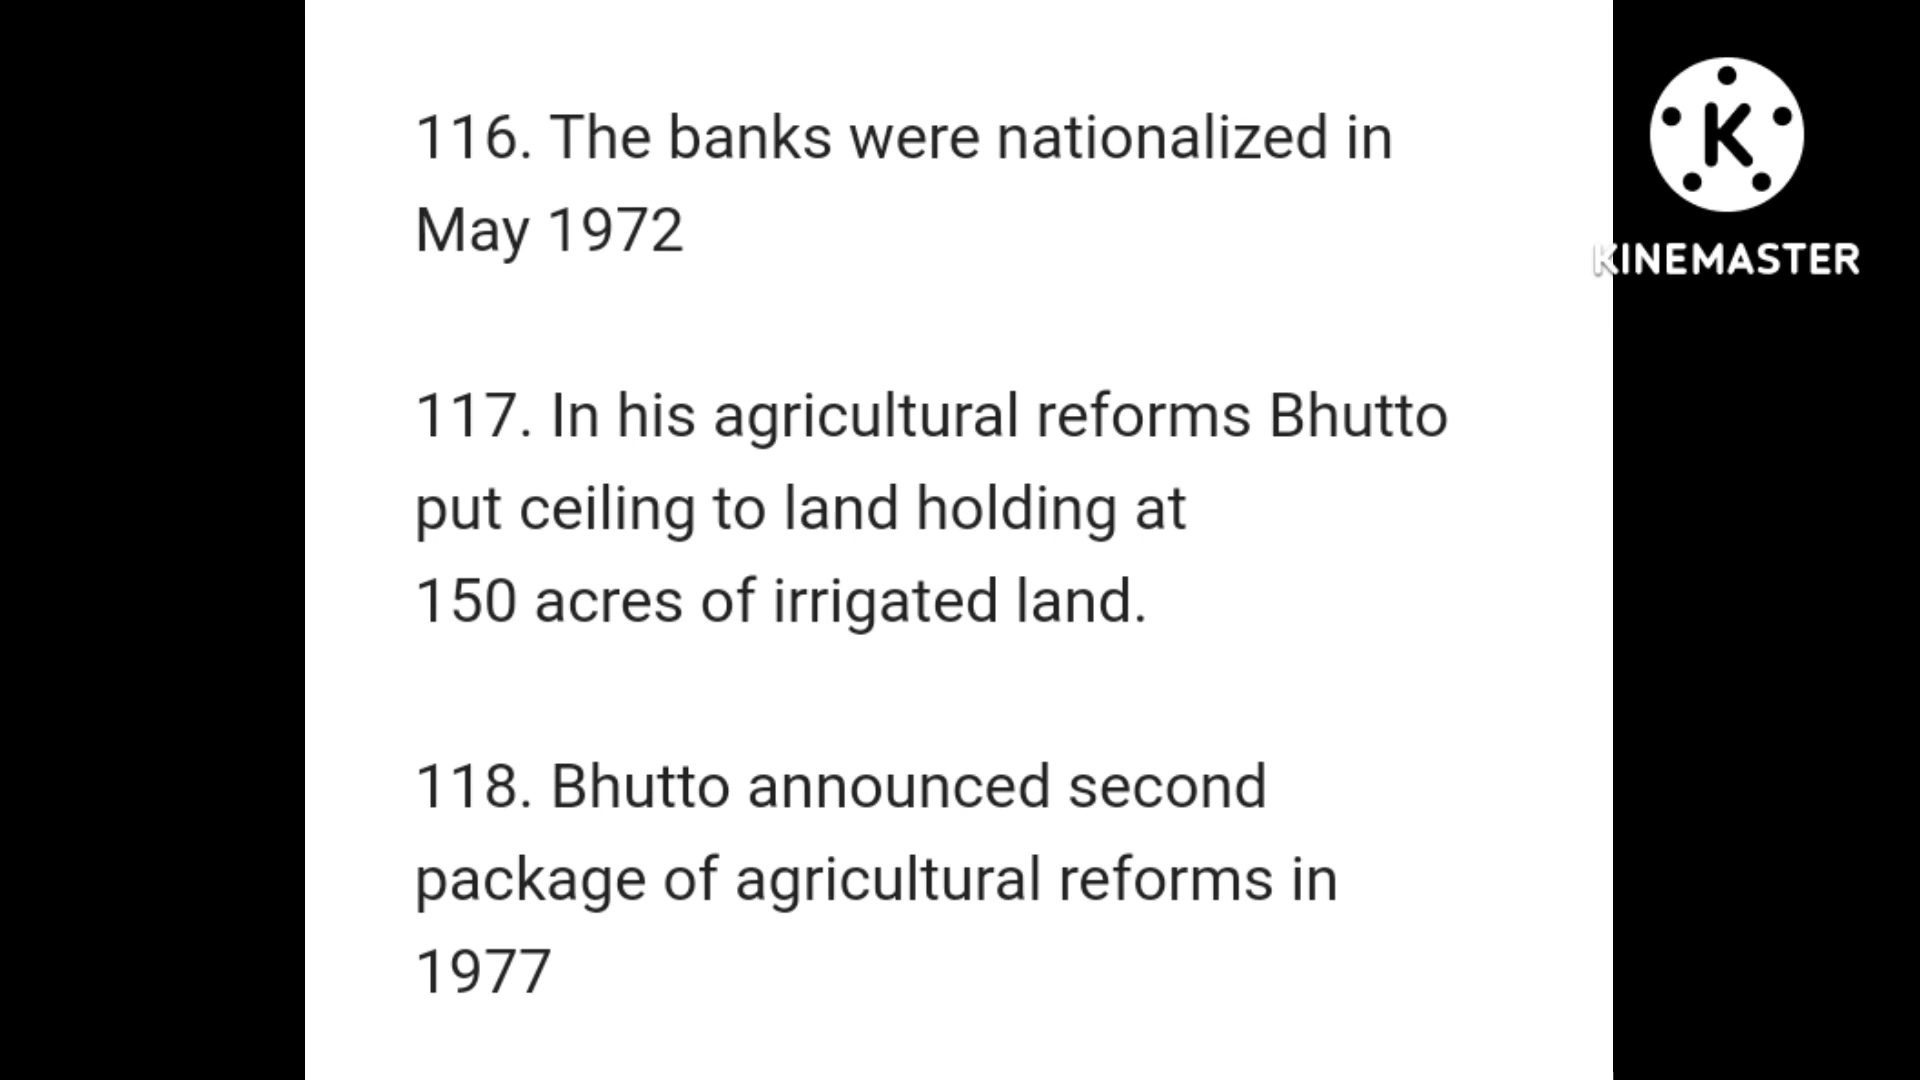 116. The banks were nationalized in
May 1972
117. In his agricultural reforms Bhutto
put ceiling to land holding at
150 acres of irrigated land.
118. Bhutto announced second
package of agricultural reforms in
1977
K
KINEMASTER